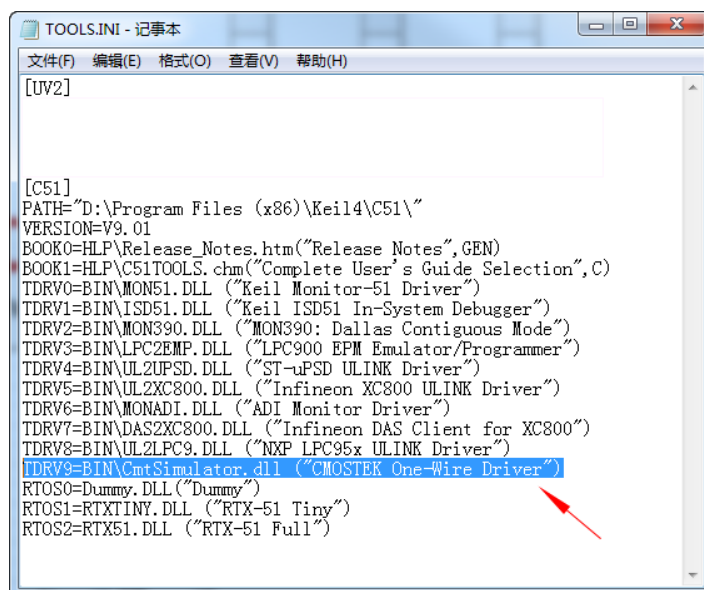 TOOLS.INI - 记事本
文件(F) 编辑(E) 格式(O) 查看(V) 帮助(H)
[UV2]
[C51]
PATH="D:\Program Files (x86)\Keil4\C51\"
VERSION=V9.01
BOOK0=HLP\Release_Notes.htm("Release Notes",GEN)
BOOK1=HLP\C51TOOLS.chm("Complete User's Guide Selection",C)
TDRV0=BIN\MON51.DLL ("Keil Monitor-51 Driver")
TDRV1=BIN\ISD51.DLL ("Keil ISD51 In-System Debugger")
TDRV2=BIN\MON390.DLL ("MON390: Dallas Contiguous Mode")
TDRV3=BIN\LPC2EMP.DLL ("LPC900 EPM Emulator/Programmer")
TDRV4=BIN\UL2UPSD.DLL ("ST-uPSD ULINK Driver")
TDRV5=BIN\UL2XC800.DLL ("Infineon XC800 ULINK Driver")
TDRV6=BIN\MONADI.DLL ("ADI Monitor Driver")
TDRV7=BIN\DAS2XC800.DLL ("Infineon DAS Client for XC800")
TDRV8=BIN\UL2LPC9.DLL ("NXP LPC95x ULINK Driver")
TDRV9=BIN\CmtSimulator.dll ("CMOSTEK One-Wire Driver")
RTOS0=Dummy.DLL("Dummy")
RTOS1=RTXTINY.DLL ("RTX-51 Tiny")
RTOS2=RTX51.DLL ("RTX-51 Full")